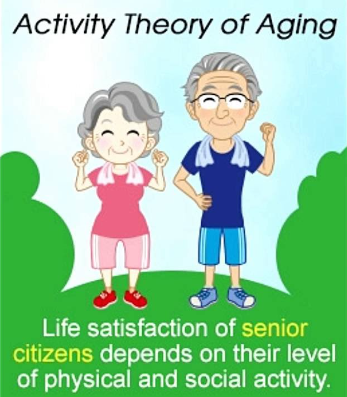 Activity Theory of Aging
Life satisfaction of senior
citizens depends on their level
of physical and social activity.